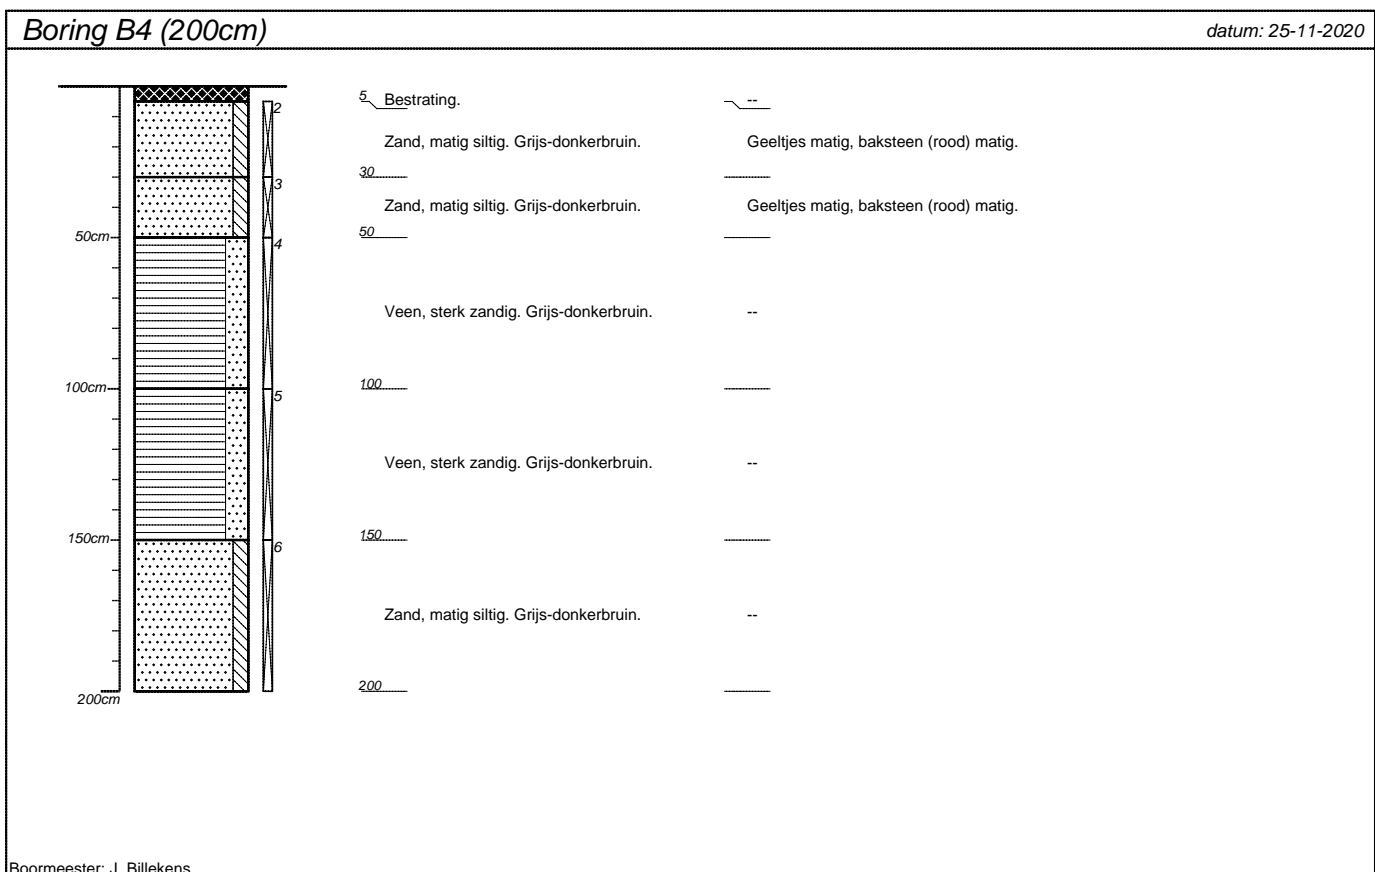 Boring B4 (200cm)
datum: 25-11-2020
5 Bestrating. --
2
Zand, matig siltig. Grijs-donkerbruin. Geeltjes matig, baksteen (rood) matig.
30
3
Zand, matig siltig. Grijs-donkerbruin. Geeltjes matig, baksteen (rood) matig.
50cm 50
4
Veen, sterk zandig. Grijs-donkerbruin. --
100cm 100
5
Veen, sterk zandig. Grijs-donkerbruin. --
150cm 150
6
Zand, matig siltig. Grijs-donkerbruin. --
200cm 200
Boormeester: J. Billekens